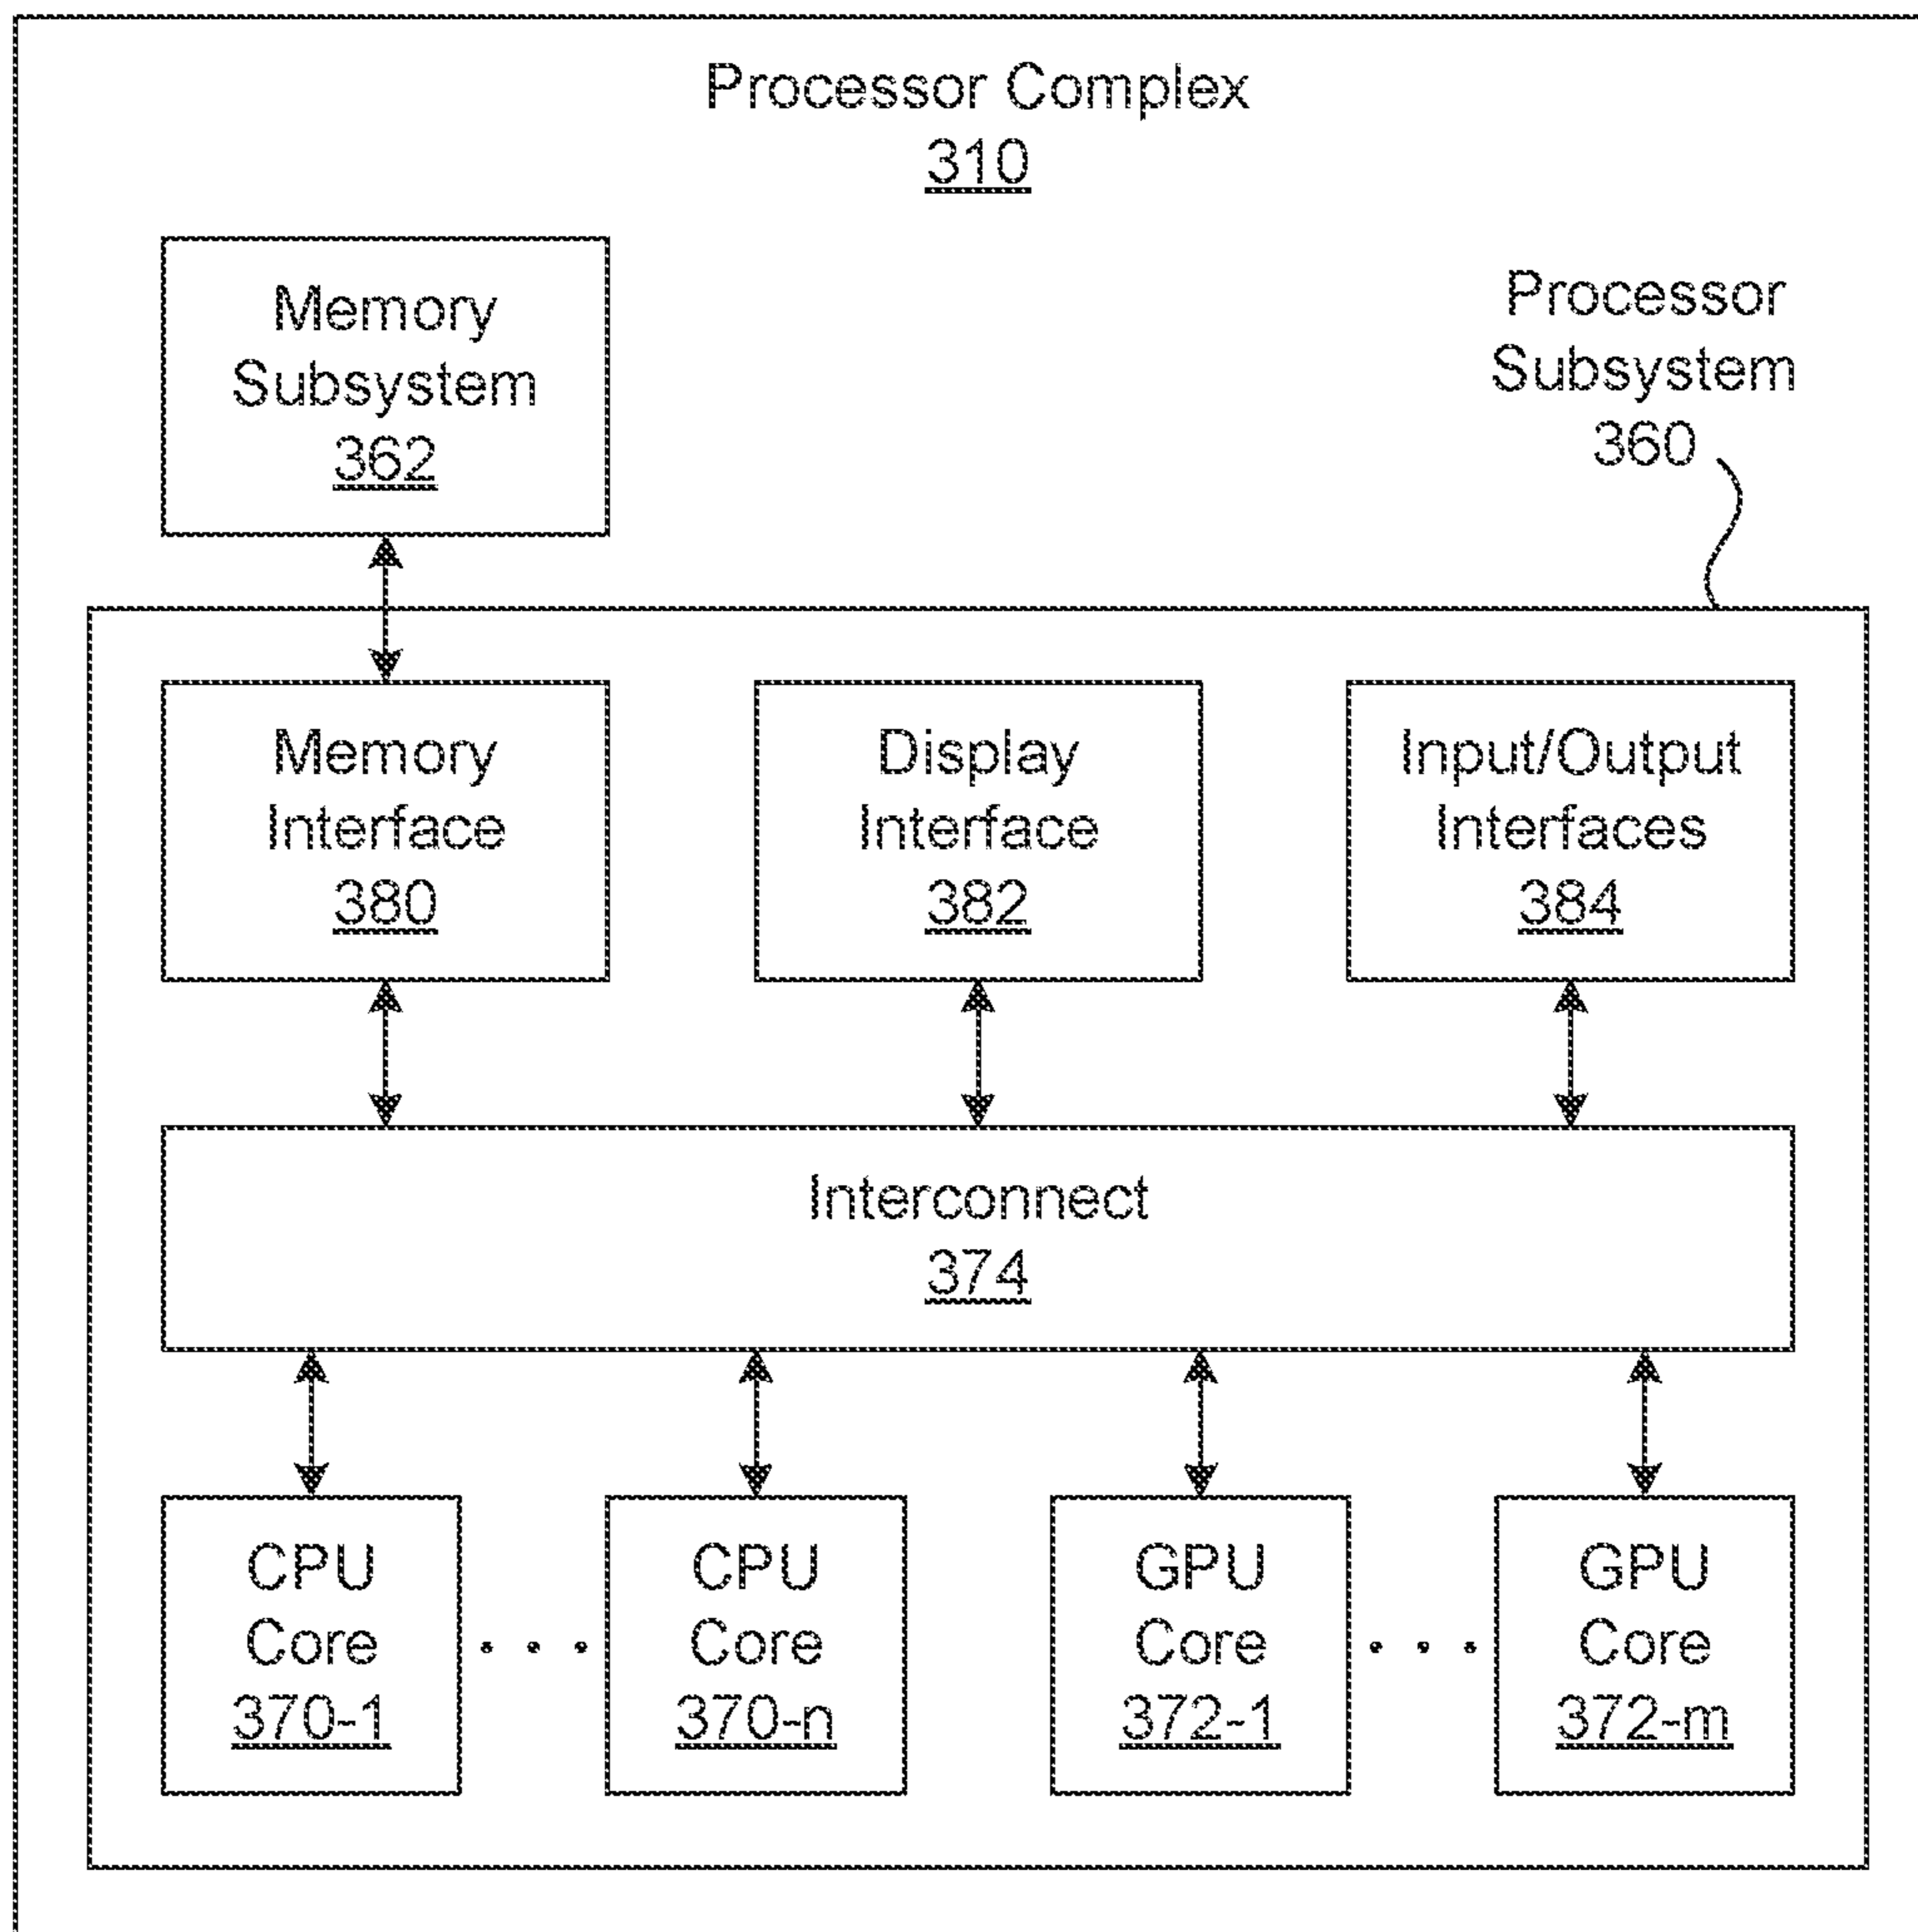 Processor Complex
310
Memory
Subsystem
362
Processor
Subsystem
360
Memory
Interface
380
Display
Interface
382
Input/Output
Interfaces
384
Interconnect
374
CPU
Core
370-1
CPU
Core
370-n
GPU
Core
372-1
GPU
Core
372-m